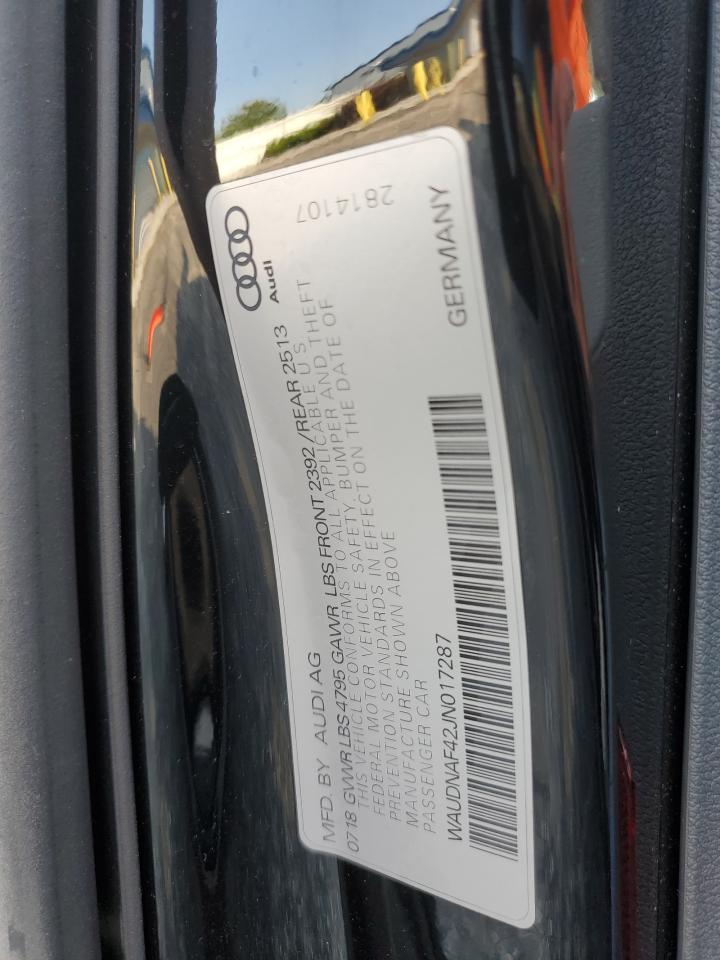 Audi
MFD. BY AUDI AG
0718 GVWR LBS 4795 GAWR LBS FRONT 2392 / REAR 2513
THIS VEHICLE CONFORMS TO ALL APPLICABLE U S
FEDERAL MOTOR VEHICLE SAFETY, BUMPER AND THEFT
PREVENTION STANDARDS IN EFFECT ON THE DATE OF
MANUFACTURE SHOWN ABOVE
PASSENGER CAR
WAUDNAF42JN017287
GERMANY
2814107